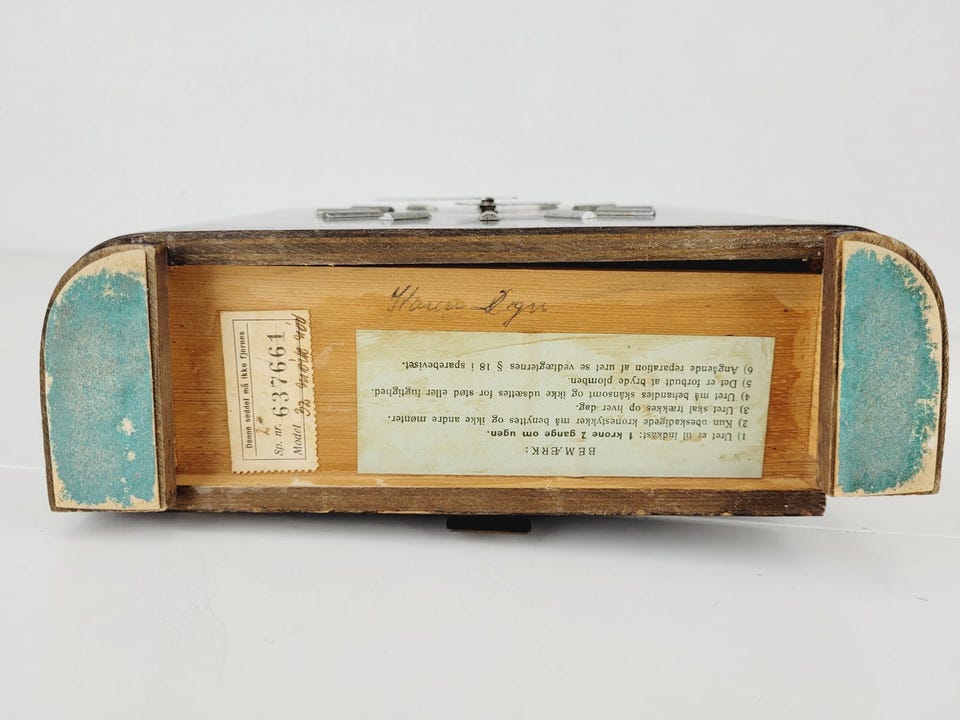 Denne seddel må ikke fjernes
Sp. nr. 637661
Model 32 mørk
BEMÆRK:
1) Uret er til indkast: 1 krone 2 gange om ugen.
2) Kun ubeskadigede kronestykker må benyttes og ikke andre mønter.
3) Uret skal trækkes op hver dag.
4) Uret må behandles skånsomt og ikke udsættes for stød eller fugtighed.
5) Det er forbudt at bryde plomben.
6) Angående reparation af uret se vedtægternes § 18 i sparebeviset.